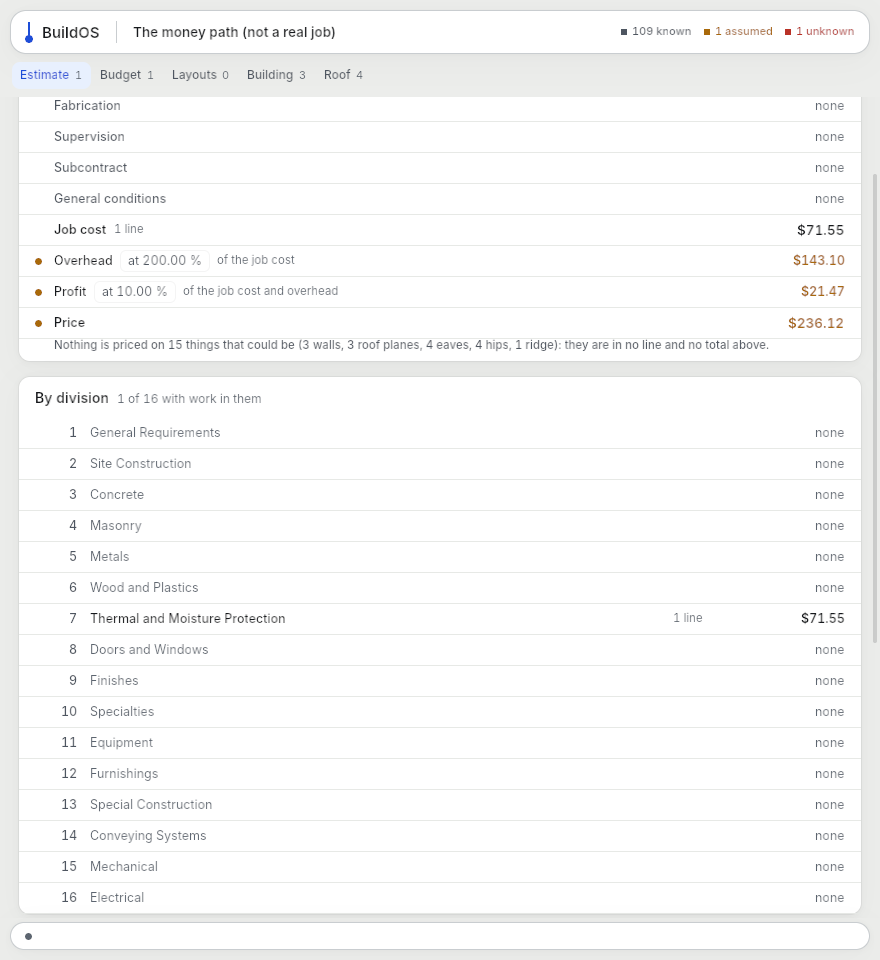 BuildOS The money path (not a real job) 109 known 1 assumed 1 unknown
Estimate 1 Budget 1 Layouts 0 Building 3 Roof 4
Fabrication none
Supervision none
Subcontract none
General conditions none
Job cost 1 line $71.55
Overhead at 200.00 % of the job cost $143.10
Profit at 10.00 % of the job cost and overhead $21.47
Price $236.12
Nothing is priced on 15 things that could be (3 walls, 3 roof planes, 4 eaves, 4 hips, 1 ridge): they are in no line and no total above.
By division 1 of 16 with work in them
1 General Requirements none
2 Site Construction none
3 Concrete none
4 Masonry none
5 Metals none
6 Wood and Plastics none
7 Thermal and Moisture Protection 1 line $71.55
8 Doors and Windows none
9 Finishes none
10 Specialties none
11 Equipment none
12 Furnishings none
13 Special Construction none
14 Conveying Systems none
15 Mechanical none
16 Electrical none